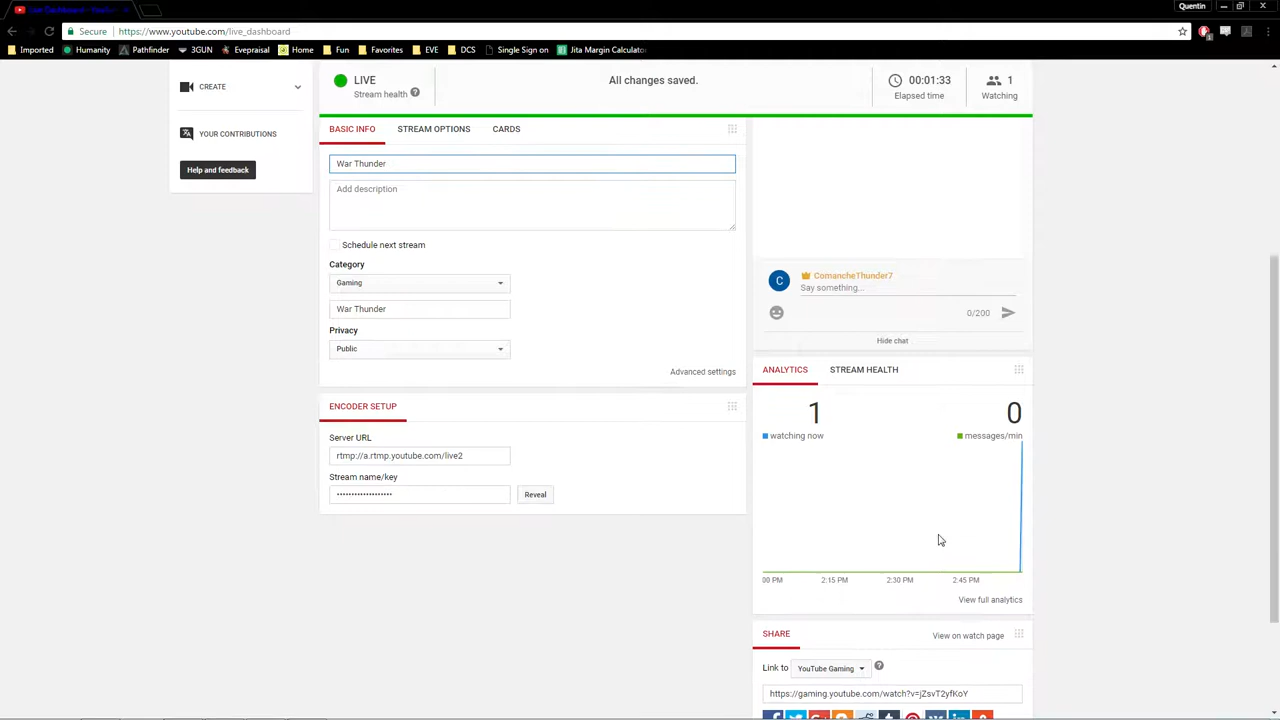 Quentin
Secure https://www.youtube.com/live_dashboard
Imported Humanity Pathfinder 3GUN Evepraisal Home Fun Favorites EVE DCS Single Sign on Jita Margin Calculato
CREATE
YOUR CONTRIBUTIONS
Help and feedback
LIVE
Stream health
All changes saved.
00:01:33
Elapsed time
1
Watching
BASIC INFO STREAM OPTIONS CARDS
War Thunder
Add description
Schedule next stream
Category
Gaming
War Thunder
Privacy
Public
Advanced settings
ENCODER SETUP
Server URL
rtmp://a.rtmp.youtube.com/live2
Stream name/key
••••••••••••••••••• Reveal
C ComancheThunder7
Say something...
0/200
Hide chat
ANALYTICS STREAM HEALTH
1 0
watching now messages/min
00 PM 2:15 PM 2:30 PM 2:45 PM
View full analytics
SHARE View on watch page
Link to YouTube Gaming
https://gaming.youtube.com/watch?v=jZsvT2yfKoY